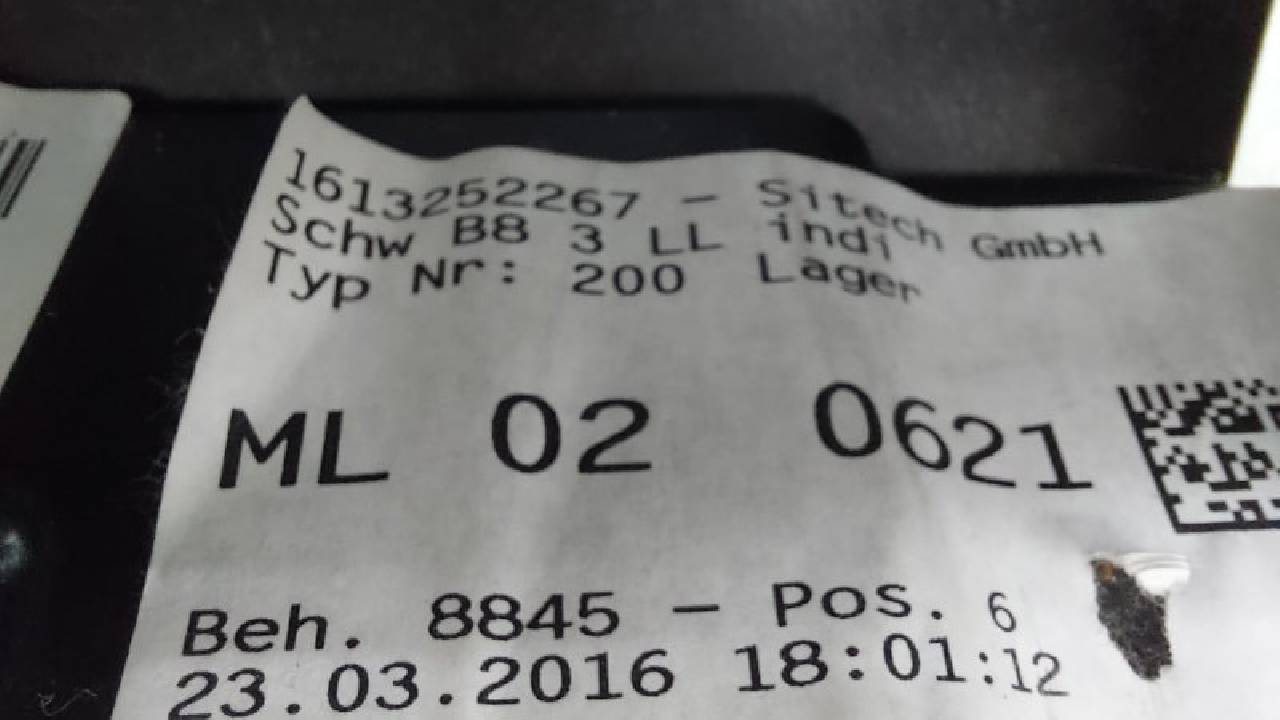 1613252267 - Sitech GmbH
Schw B8 3 LL indi
Typ Nr: 200 Lager
ML 02 0621
Beh. 8845 - Pos. 6
23.03.2016 18:01:12